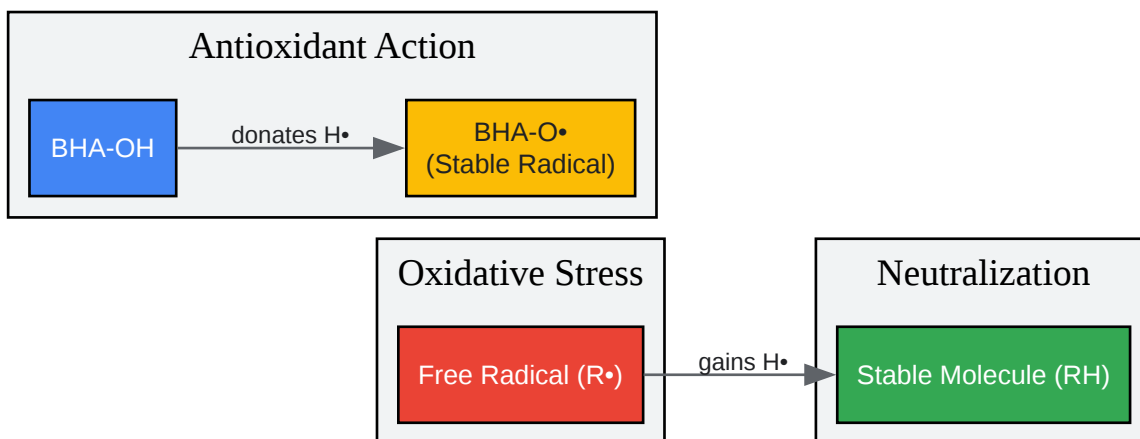 Antioxidant Action
BHA-OH
donates H•
BHA-O•
(Stable Radical)
Oxidative Stress
Free Radical (R•)
gains H•
Neutralization
Stable Molecule (RH)